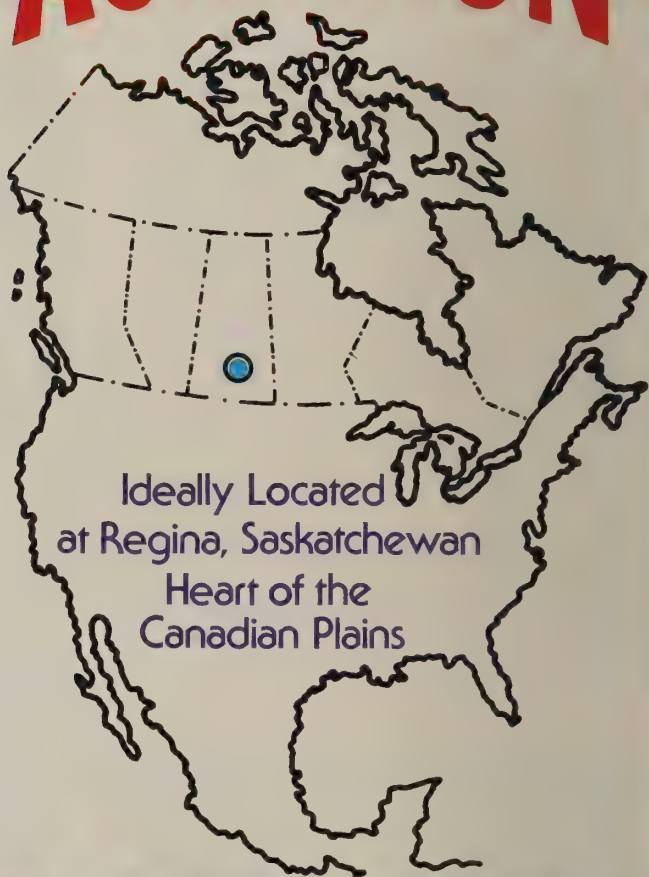 Ideally Located
at Regina, Saskatchewan
Heart of the
Canadian Plains